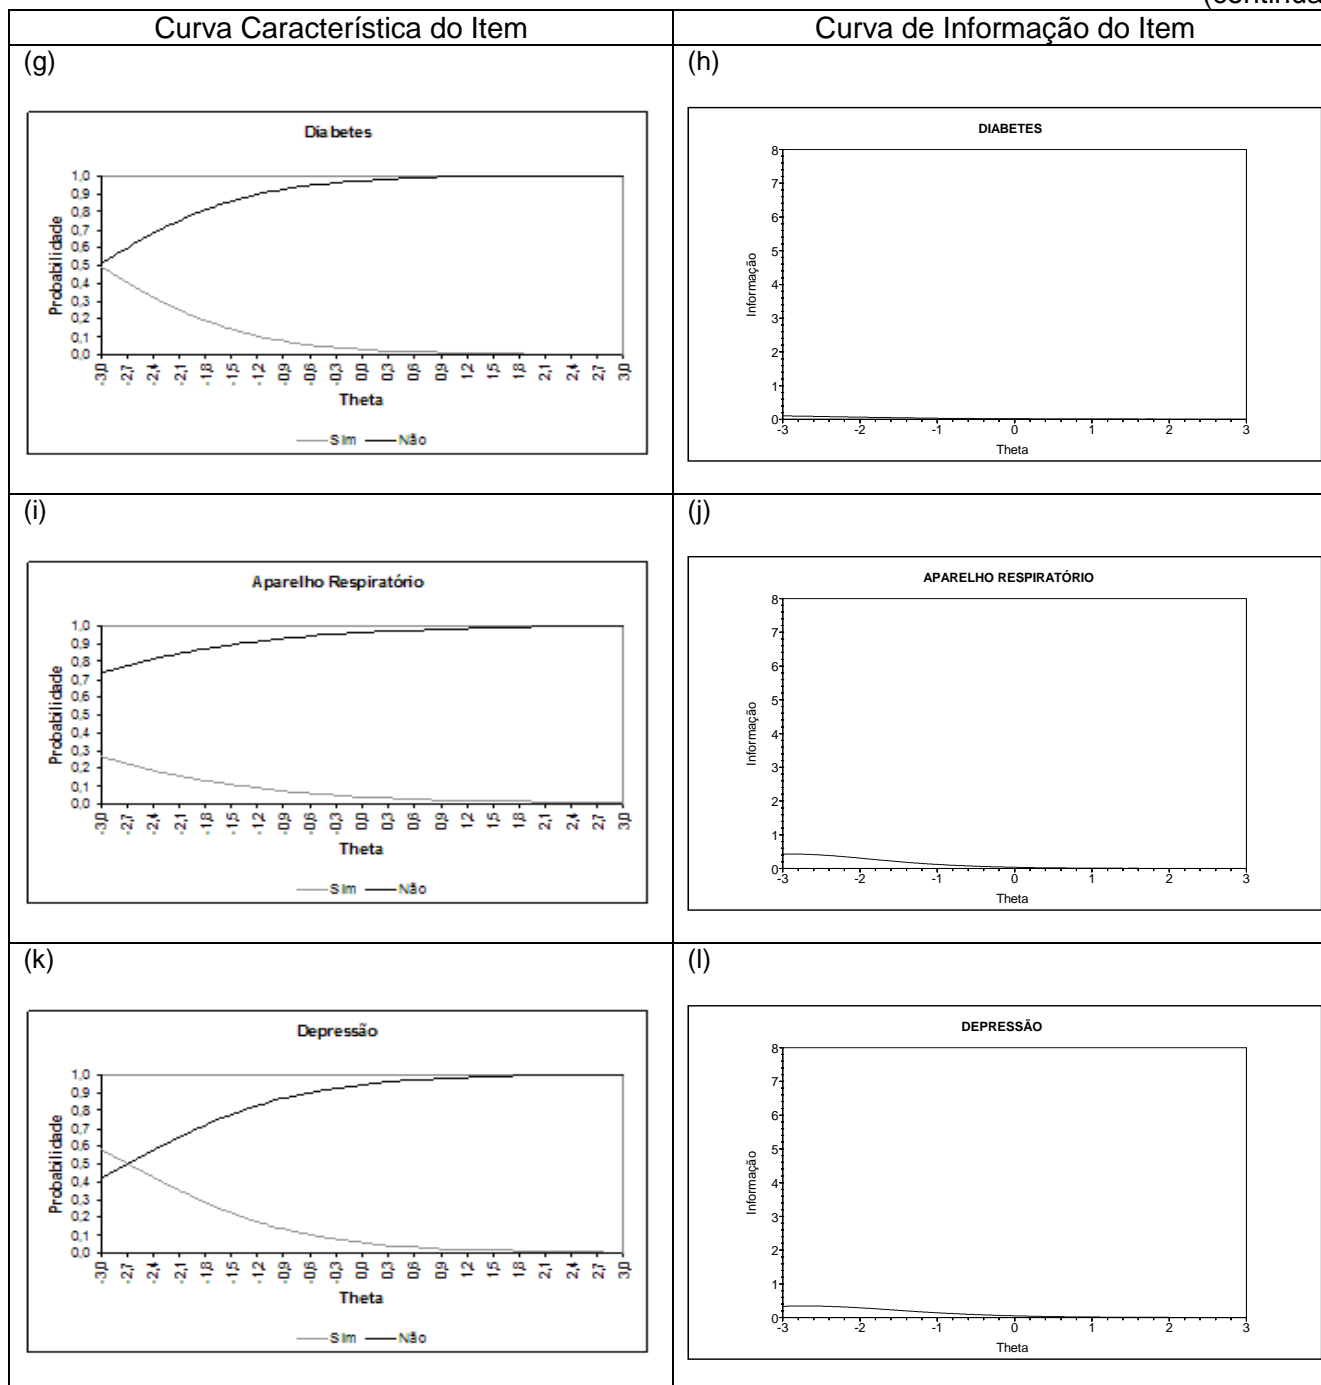 (continua
Curva Característica do Item
Curva de Informação do Item
(g)
(h)
Diabetes
Probabilidade
1,0
0,9
0,8
0,7
0,6
0,5
0,4
0,3
0,2
0,1
0,0
-3,0 -2,7 -2,4 -2,1 -1,8 -1,5 -1,2 -0,9 -0,6 -0,3 0,0 0,3 0,6 0,9 1,2 1,5 1,8 2,1 2,4 2,7 3,0
Theta
Sim Não
DIABETES
Informação
8
7
6
5
4
3
2
1
0
-3 -2 -1 0 1 2 3
Theta
(i)
(j)
Aparelho Respiratório
Probabilidade
1,0
0,9
0,8
0,7
0,6
0,5
0,4
0,3
0,2
0,1
0,0
-3,0 -2,7 -2,4 -2,1 -1,8 -1,5 -1,2 -0,9 -0,6 -0,3 0,0 0,3 0,6 0,9 1,2 1,5 1,8 2,1 2,4 2,7 3,0
Theta
Sim Não
APARELHO RESPIRATÓRIO
Informação
8
7
6
5
4
3
2
1
0
-3 -2 -1 0 1 2 3
Theta
(k)
(l)
Depressão
Probabilidade
1,0
0,9
0,8
0,7
0,6
0,5
0,4
0,3
0,2
0,1
0,0
-3,0 -2,7 -2,4 -2,1 -1,8 -1,5 -1,2 -0,9 -0,6 -0,3 0,0 0,3 0,6 0,9 1,2 1,5 1,8 2,1 2,4 2,7 3,0
Theta
Sim Não
DEPRESSÃO
Informação
8
7
6
5
4
3
2
1
0
-3 -2 -1 0 1 2 3
Theta